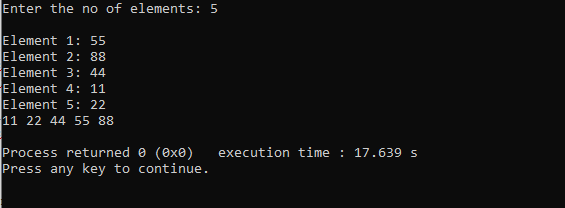 Enter the no of elements: 5
Element 1: 55
Element 2: 88
Element 3: 44
Element 4: 11
Element 5: 22
11 22 44 55 88
Process returned 0 (0x0)   execution time : 17.639 s
Press any key to continue.